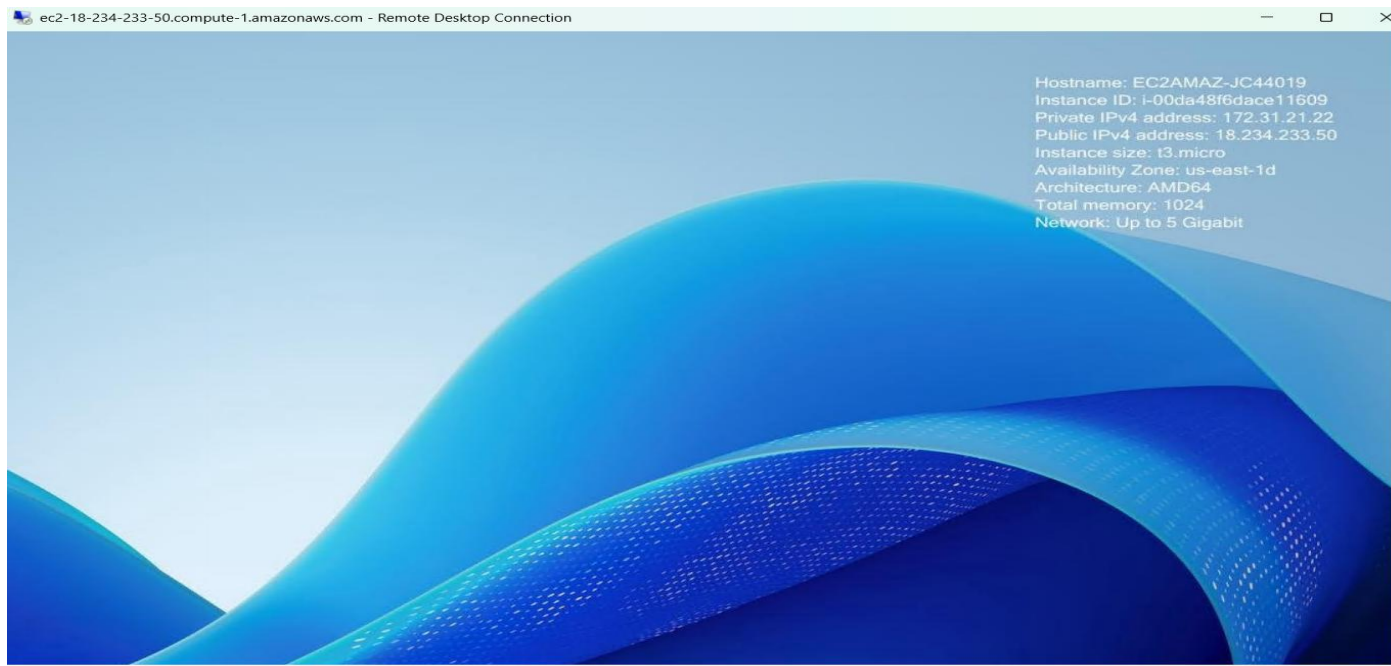 ec2-18-234-233-50.compute-1.amazonaws.com - Remote Desktop Connection
Hostname: EC2AMAZ-JC44019
Instance ID: i-00da48f6dace11609
Private IPv4 address: 172.31.21.22
Public IPv4 address: 18.234.233.50
Instance size: t3.micro
Availability Zone: us-east-1d
Architecture: AMD64
Total memory: 1024
Network: Up to 5 Gigabit